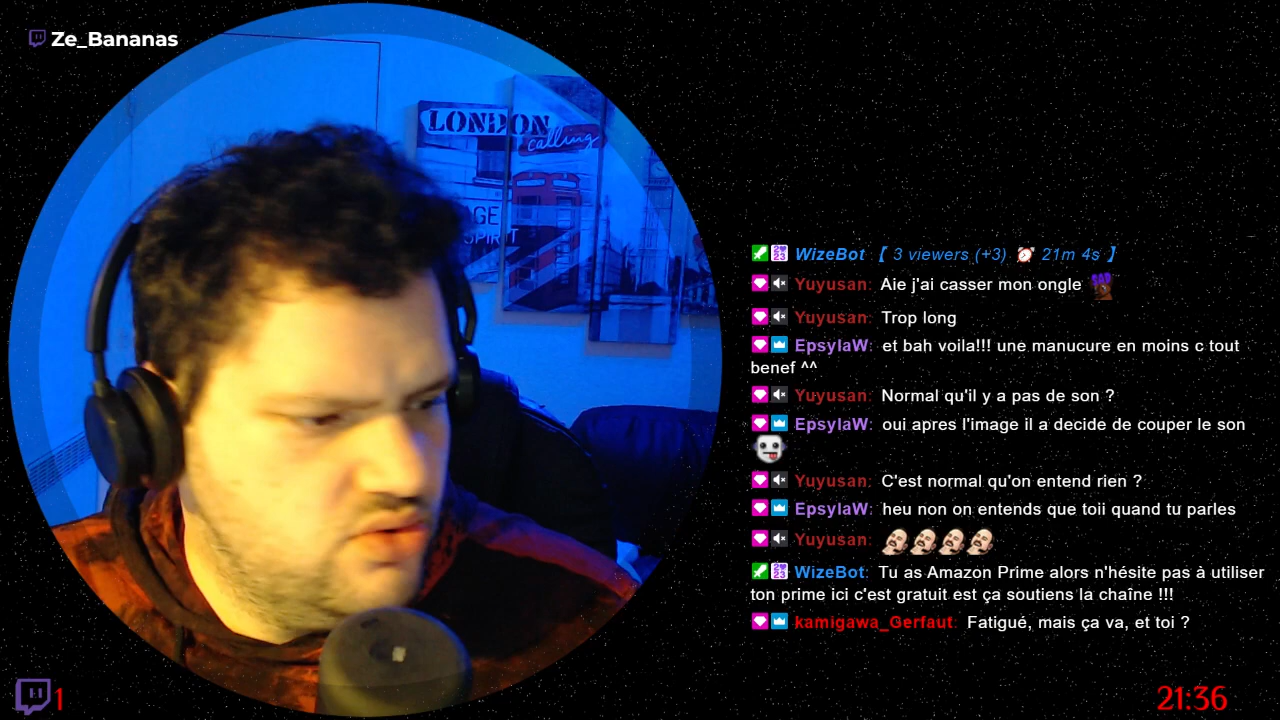 Ze_Bananas
LONDON
calling
SPIRIT
WizeBot 【 3 viewers (+3) ⏰ 21m 4s 】
Yuyusan: Aie j'ai casser mon ongle
Yuyusan: Trop long
EpsylaW: et bah voila!!! une manucure en moins c tout
benef ^^
Yuyusan: Normal qu'il y a pas de son ?
EpsylaW: oui apres l'image il a decide de couper le son
Yuyusan: C'est normal qu'on entend rien ?
EpsylaW: heu non on entends que toii quand tu parles
Yuyusan:
WizeBot: Tu as Amazon Prime alors n'hésite pas à utiliser
ton prime ici c'est gratuit est ça soutiens la chaîne !!!
kamigawa_Gerfaut: Fatigué, mais ça va, et toi ?
1
21:36